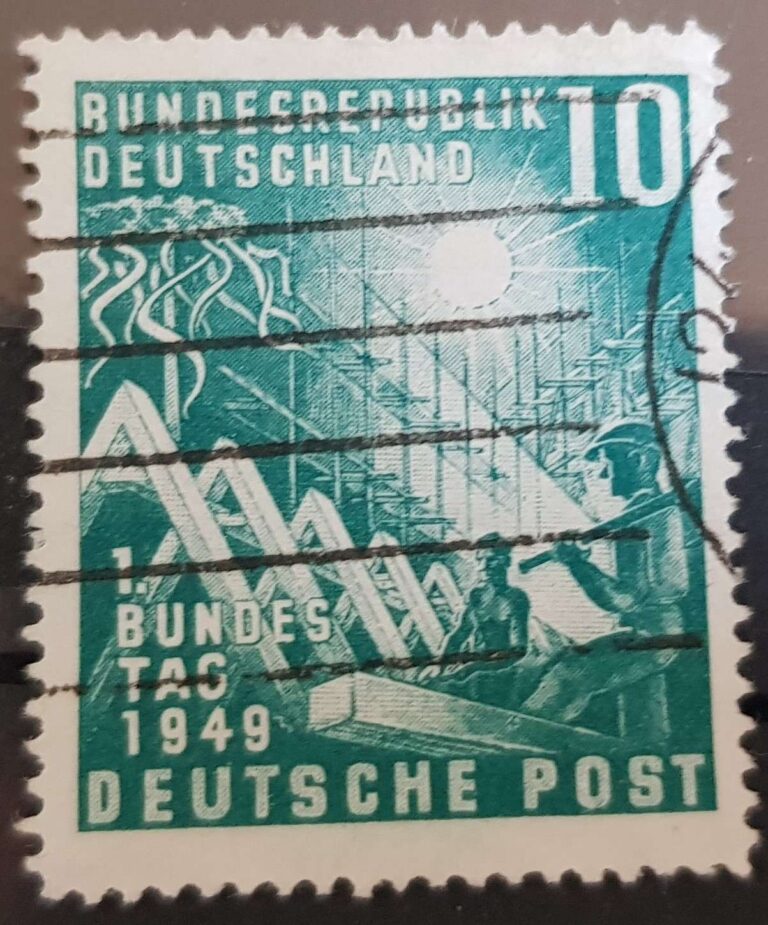 BUNDESREPUBLIK 10
DEUTSCHLAND
1.
BUNDES
TAG
1949
DEUTSCHE POST